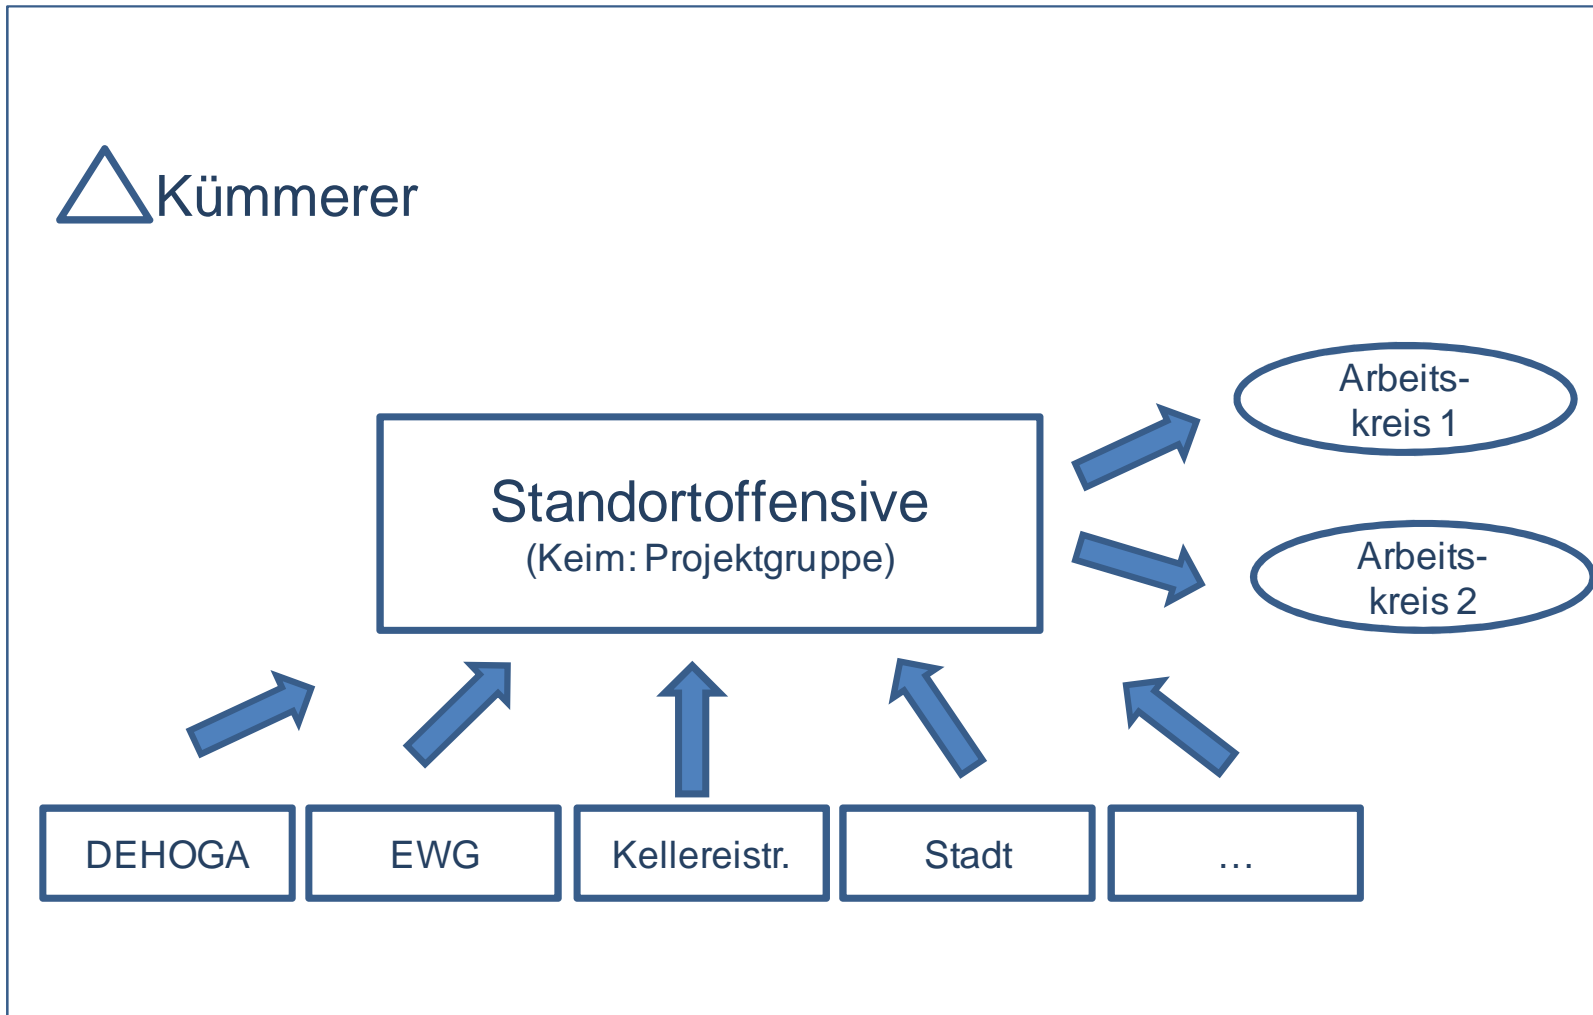 Kümmerer
Arbeits-
kreis 1
Standortoffensive
(Keim: Projektgruppe)
Arbeits-
kreis 2
DEHOGA
EWG
Kellereistr.
Stadt
...